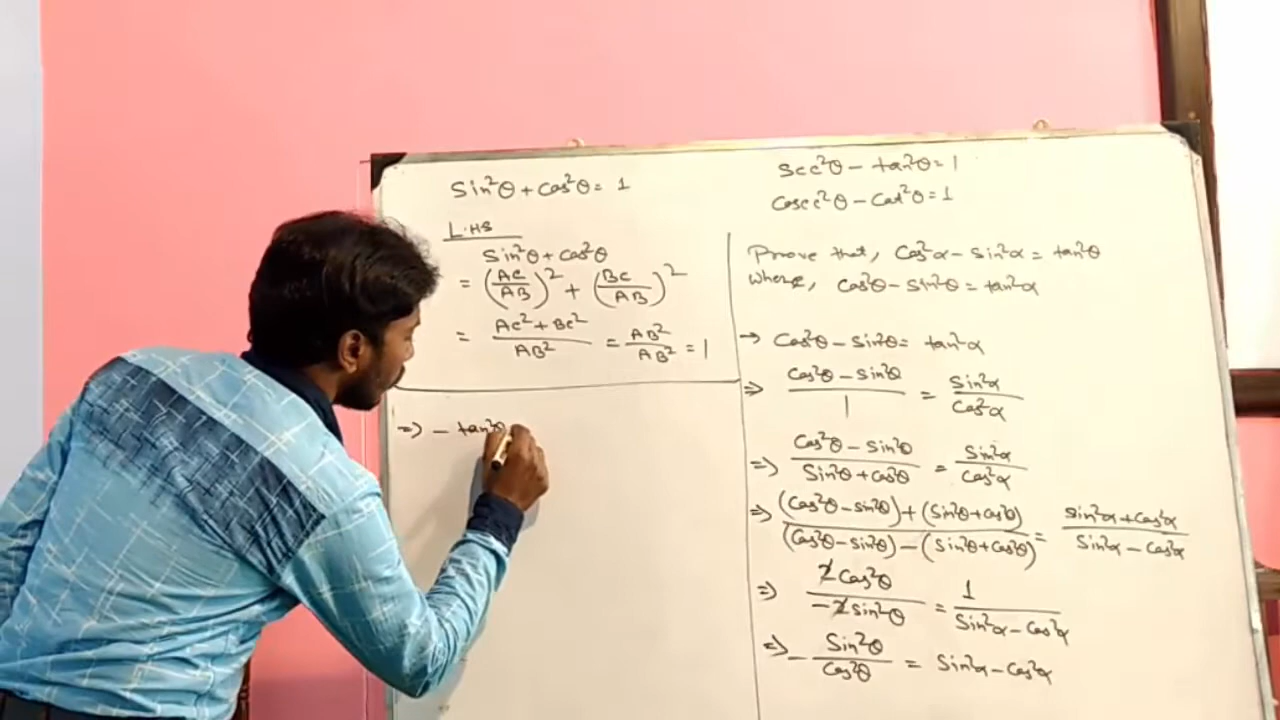 Sin²θ + Cos²θ = 1
L.HS
Sin²θ + Cos²θ
= (AC/AB)² + (BC/AB)²
= (AC² + BC²)/AB² = AB²/AB² = 1
Sec²θ - tan²θ = 1
Cosec²θ - Cot²θ = 1
Prove that, Cos²α - Sin²α = tan²θ
Where, Cos²θ - Sin²θ = tan²α
→ Cos²θ - Sin²θ = tan²α
⇒ (Cos²θ - Sin²θ)/1 = Sin²α/Cos²α
⇒ (Cos²θ - Sin²θ)/(Sin²θ + Cos²θ) = Sin²α/Cos²α
⇒ ((Cos²θ - Sin²θ) + (Sin²θ + Cos²θ))/((Cos²θ - Sin²θ) - (Sin²θ + Cos²θ)) = (Sin²α + Cos²α)/(Sin²α - Cos²α)
⇒ 2Cos²θ/-2Sin²θ = 1/(Sin²α - Cos²α)
⇒ - Sin²θ/Cos²θ = Sin²α - Cos²α
⇒ - tan²θ